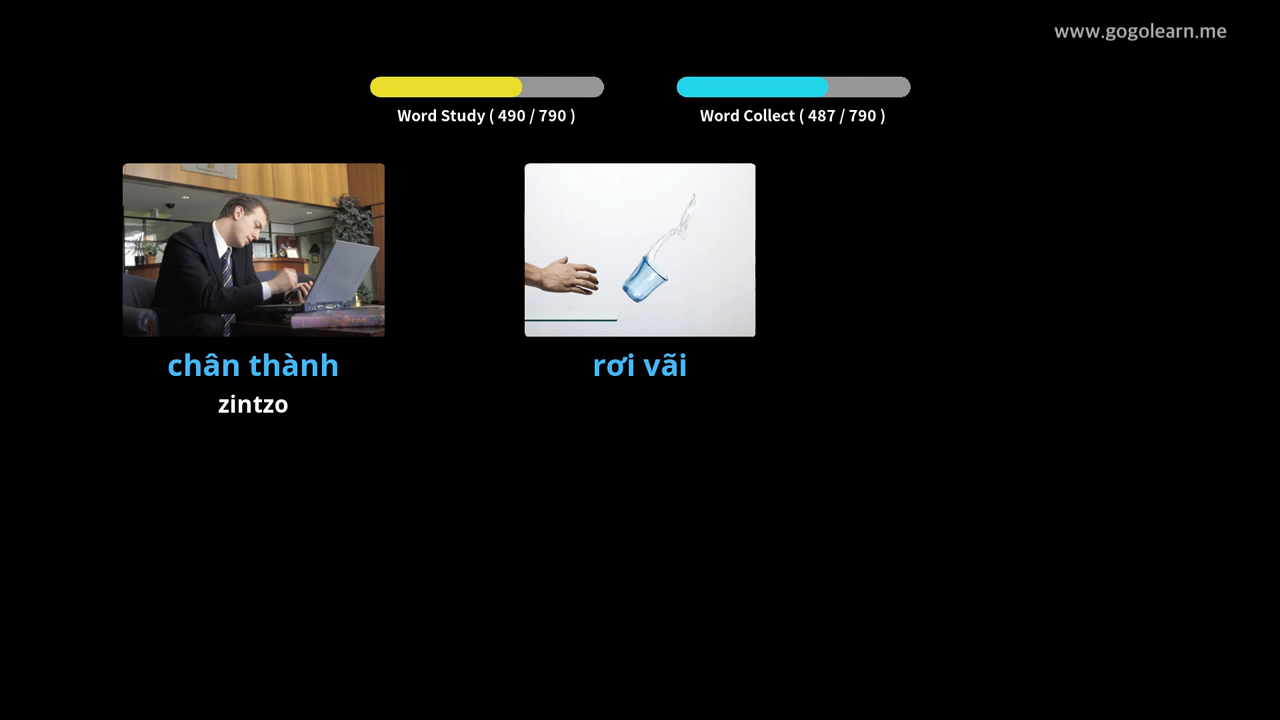 www.gogolearn.me
Word Study ( 490 / 790 )
Word Collect ( 487 / 790 )
chân thành
rơi vãi
zintzo